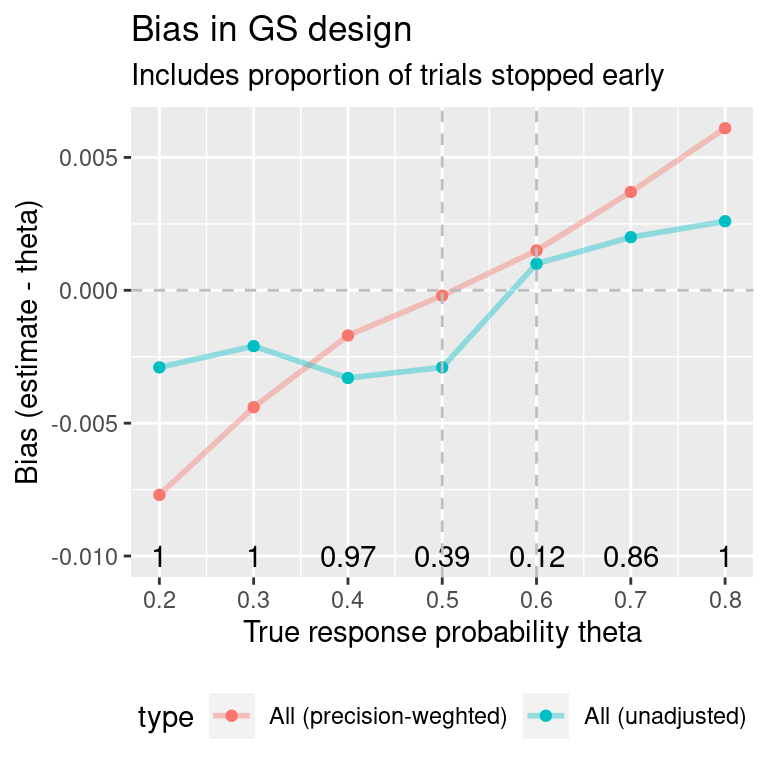 Bias in GS design
Includes proportion of trials stopped early
Bias (estimate - theta)
0.005
0.000
-0.005
-0.010
1 1 0.97 0.39 0.12 0.86 1
0.2 0.3 0.4 0.5 0.6 0.7 0.8
True response probability theta
type All (precision-weghted) All (unadjusted)